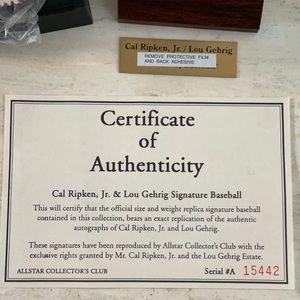 Cal Ripken, Jr. / Lou Gehrig
REMOVE PROTECTIVE FILM
AND BACK ADHESIVE
Certificate
of
Authenticity
Cal Ripken, Jr. & Lou Gehrig Signature Baseball
This will certify that the official size and weight replica signature baseball
contained in this collection, bears an exact replication of the authentic
autographs of Cal Ripken, Jr. and Lou Gehrig.
These signatures have been reproduced by Allstar Collector's Club with the
exclusive rights granted by Mr. Cal Ripken, Jr. and the Lou Gehrig Estate.
ALLSTAR COLLECTOR'S CLUB
Serial #A 15442